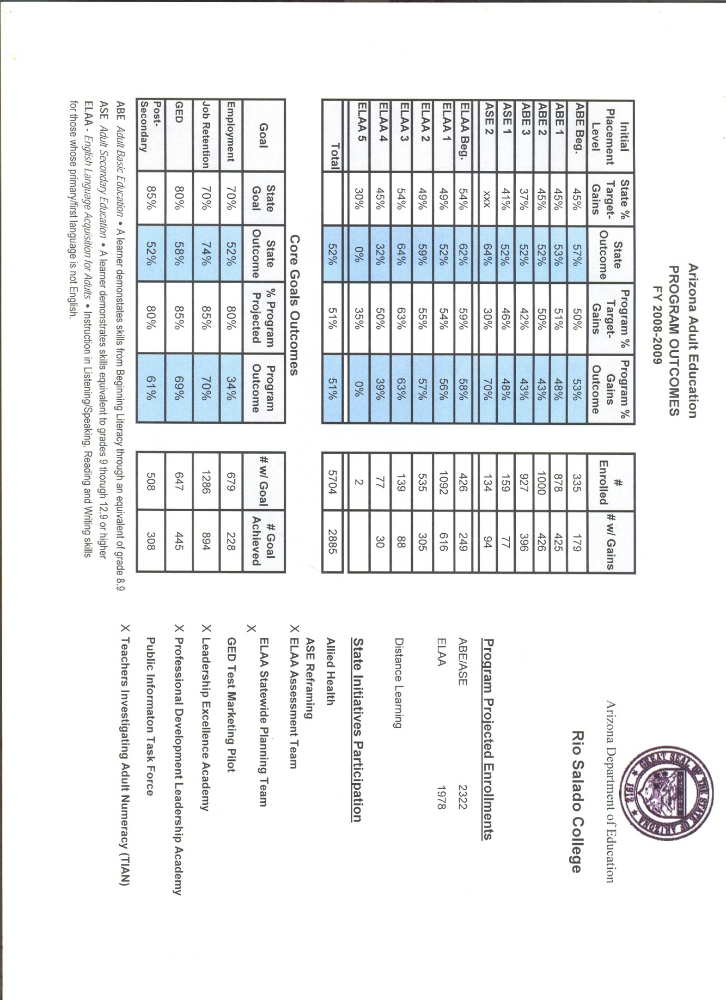 Arizona Adult Education
PROGRAM OUTCOMES
FY 2008-2009
GREAT SEAL OF THE STATE OF ARIZONA
1912
Arizona Department of Education
Rio Salado College
Initial Placement Level | State % Target- Gains | State Outcome | Program % Target- Gains | Program % Gains Outcome | # Enrolled | # w/ Gains
ABE Beg. 45% 57% 50% 53% 335 179
ABE 1 45% 53% 51% 48% 878 425
ABE 2 45% 52% 50% 43% 1000 426
ABE 3 37% 52% 42% 43% 927 396
ASE 1 41% 52% 46% 48% 159 77
ASE 2 xxx 64% 30% 70% 134 94
ELAA Beg. 54% 62% 59% 58% 426 249
ELAA 1 49% 52% 54% 56% 1092 616
ELAA 2 49% 59% 55% 57% 535 305
ELAA 3 54% 64% 63% 63% 139 88
ELAA 4 45% 32% 50% 39% 77 30
ELAA 5 30% 0% 35% 0% 2
Total 52% 51% 51% 5704 2885
Core Goals Outcomes
Goal | State Goal | State Outcome | % Program Projected | Program Outcome | # w/ Goal | # Goal Achieved
Employment 70% 52% 80% 34% 679 228
Job Retention 70% 74% 85% 70% 1286 894
GED 80% 58% 85% 69% 647 445
Post-Secondary 85% 52% 80% 61% 508 308
ABE Adult Basic Education • A learner demonstates skills from Beginning Literacy through an equivalent of grade 8.9
ASE Adult Secondary Education • A learner demonstrates skills equivalent to grades 9 thorugh 12.9 or higher
ELAA - English Language Acquisition for Adults • Instruction in Listening/Speaking, Reading and Writing skills
for those whose primary/first language is not English.
Program Projected Enrollments
ABE/ASE 2322
ELAA 1978
Distance Learning
State Initiatives Participation
Allied Health
ASE Reframing
X ELAA Assessment Team
ELAA Statewide Planning Team
X
GED Test Marketing Pilot
X Leadership Excellence Academy
X Professional Development Leadership Academy
Public Informaton Task Force
X Teachers Investigating Adult Numeracy (TIAN)